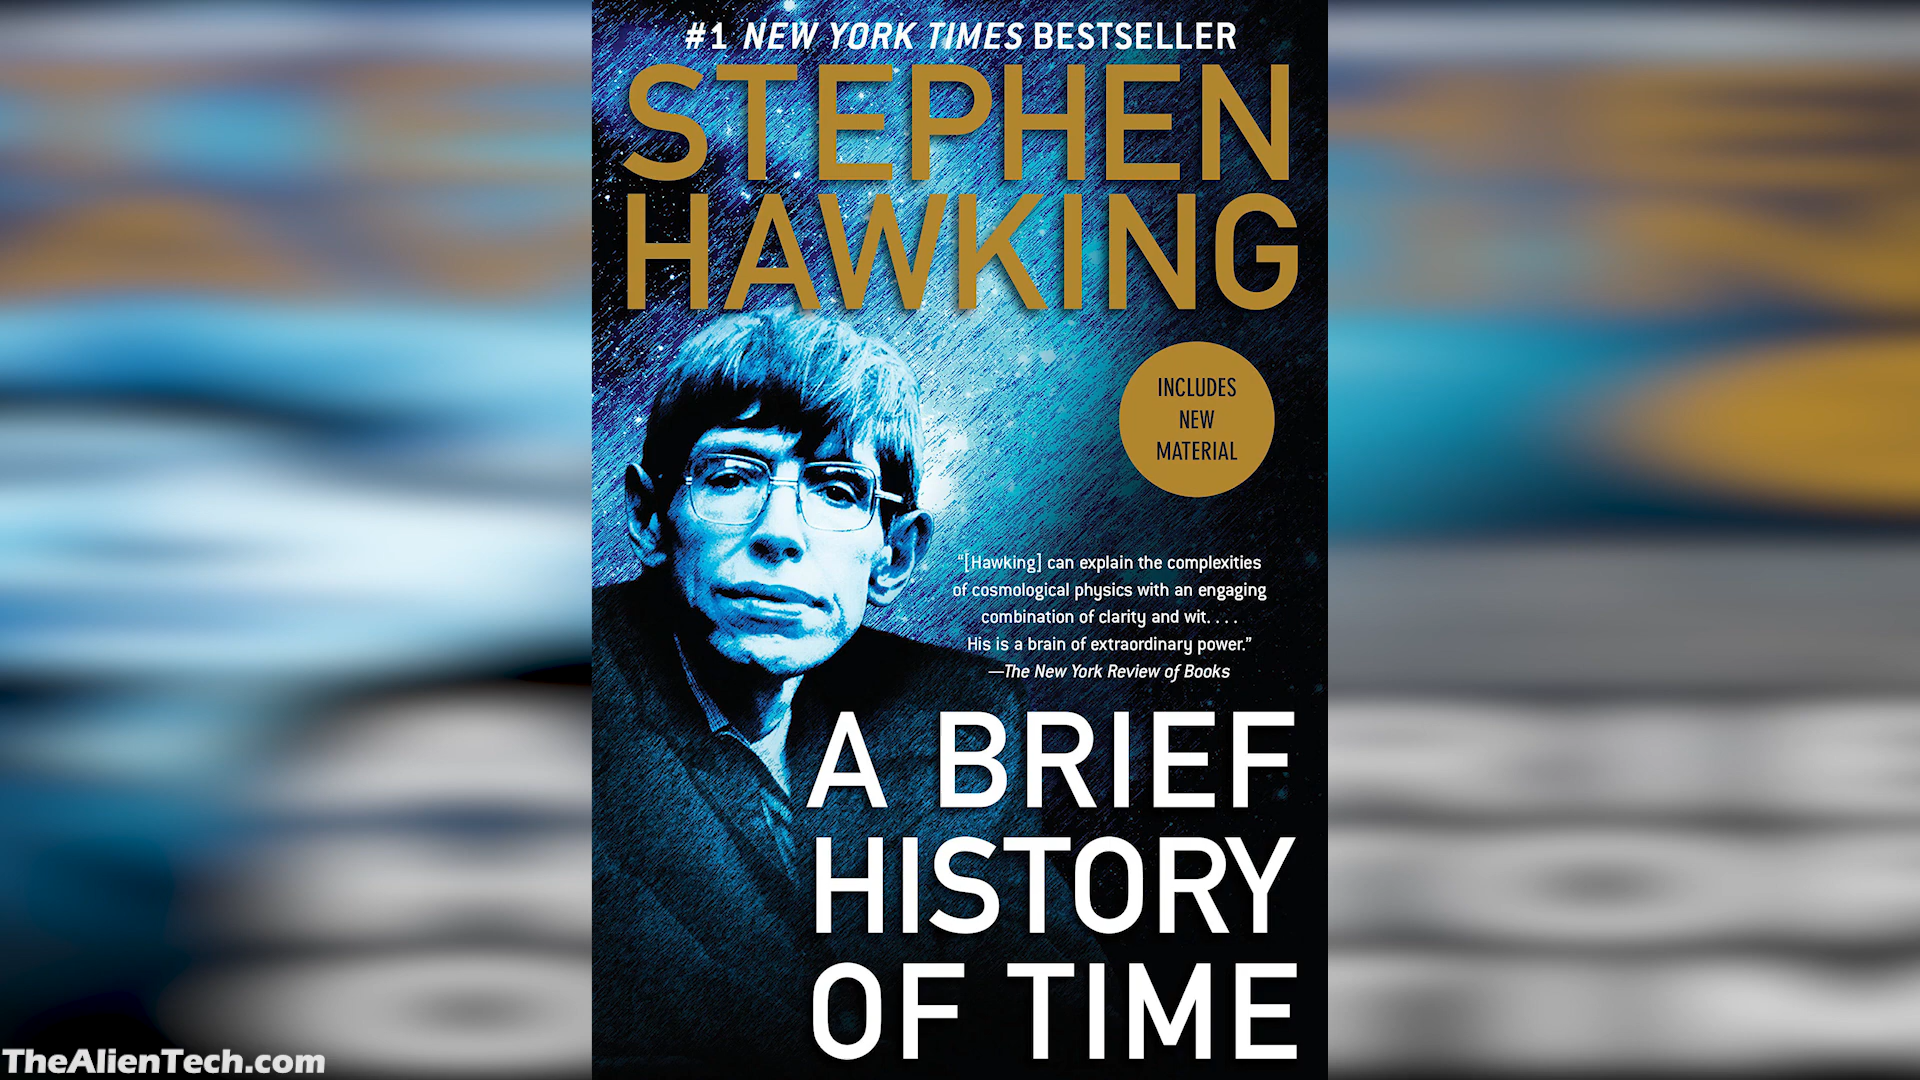 #1 NEW YORK TIMES BESTSELLER
STEPHEN
HAWKING
INCLUDES
NEW
MATERIAL
“[Hawking] can explain the complexities
of cosmological physics with an engaging
combination of clarity and wit. . . .
His is a brain of extraordinary power.”
—The New York Review of Books
A BRIEF
HISTORY
OF TIME
TheAlienTech.com